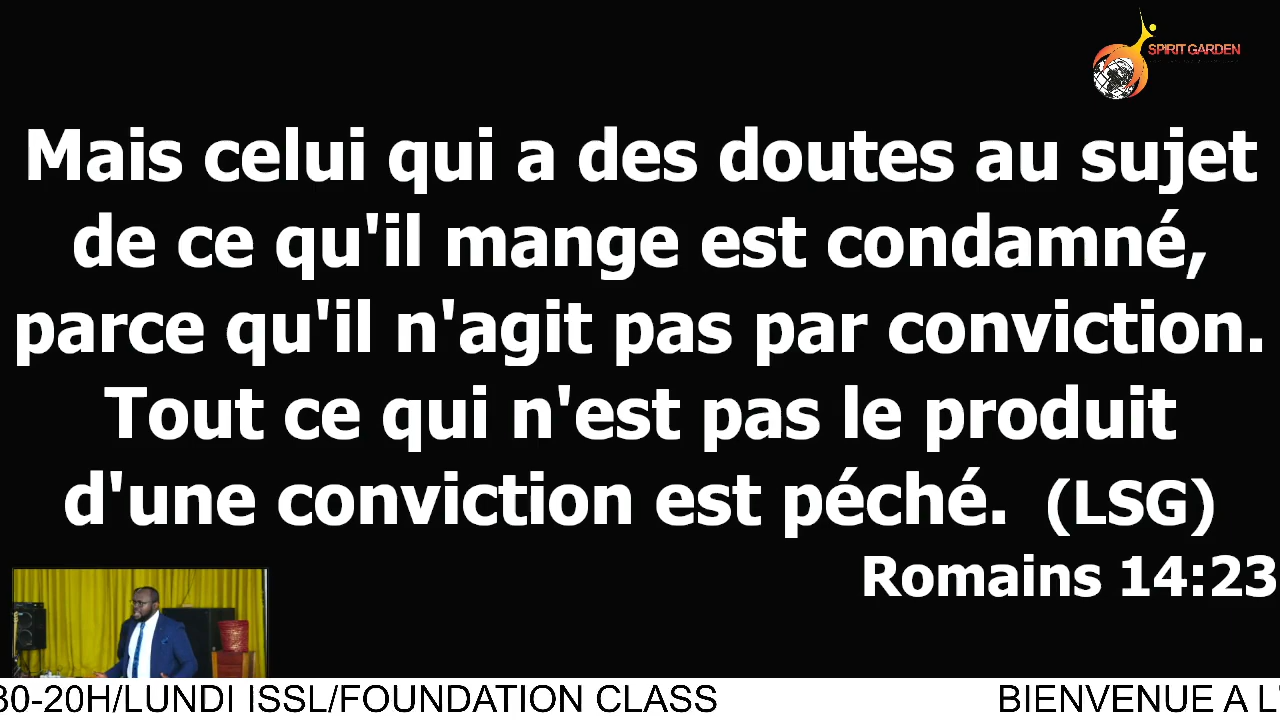 SPIRIT GARDEN
Mais celui qui a des doutes au sujet
de ce qu'il mange est condamné,
parce qu'il n'agit pas par conviction.
Tout ce qui n'est pas le produit
d'une conviction est péché. (LSG)
Romains 14:23
30-20H/LUNDI ISSL/FOUNDATION CLASS BIENVENUE A L'